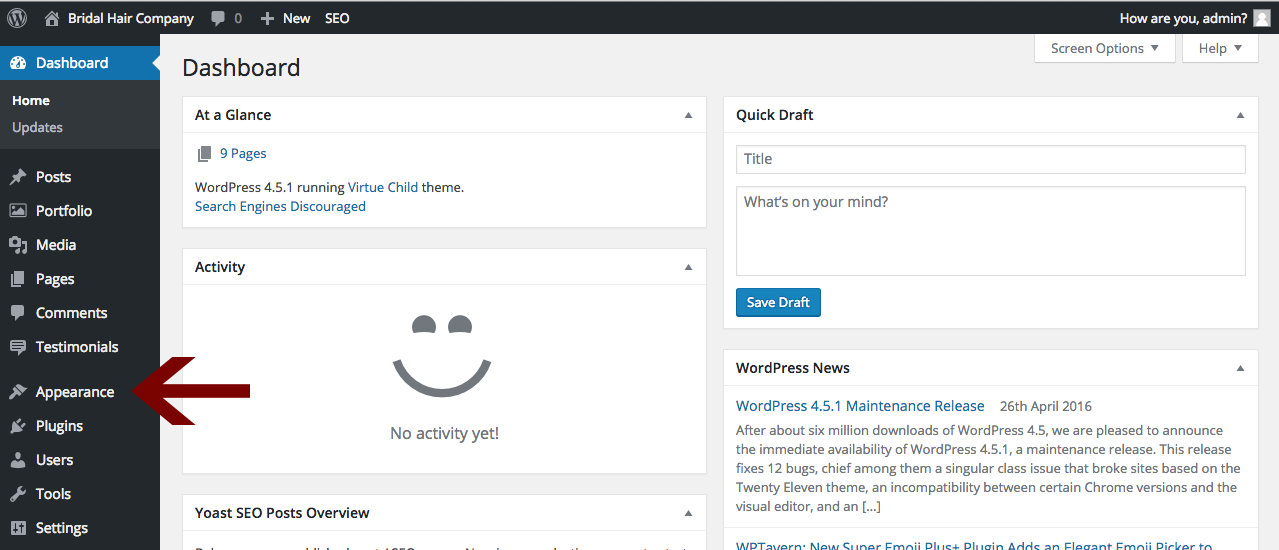 Bridal Hair Company 0 New SEO How are you, admin?
Screen Options Help
Dashboard
Home
Updates
Posts
Portfolio
Media
Pages
Comments
Testimonials
Appearance
Plugins
Users
Tools
Settings
Dashboard
At a Glance
9 Pages
WordPress 4.5.1 running Virtue Child theme.
Search Engines Discouraged
Activity
No activity yet!
Yoast SEO Posts Overview
Quick Draft
Title
What's on your mind?
Save Draft
WordPress News
WordPress 4.5.1 Maintenance Release 26th April 2016
After about six million downloads of WordPress 4.5, we are pleased to announce
the immediate availability of WordPress 4.5.1, a maintenance release. This release
fixes 12 bugs, chief among them a singular class issue that broke sites based on the
Twenty Eleven theme, an incompatibility between certain Chrome versions and the
visual editor, and an […]
WPTavern: New Super Emoji Plus+ Plugin Adds an Elegant Emoji Picker to